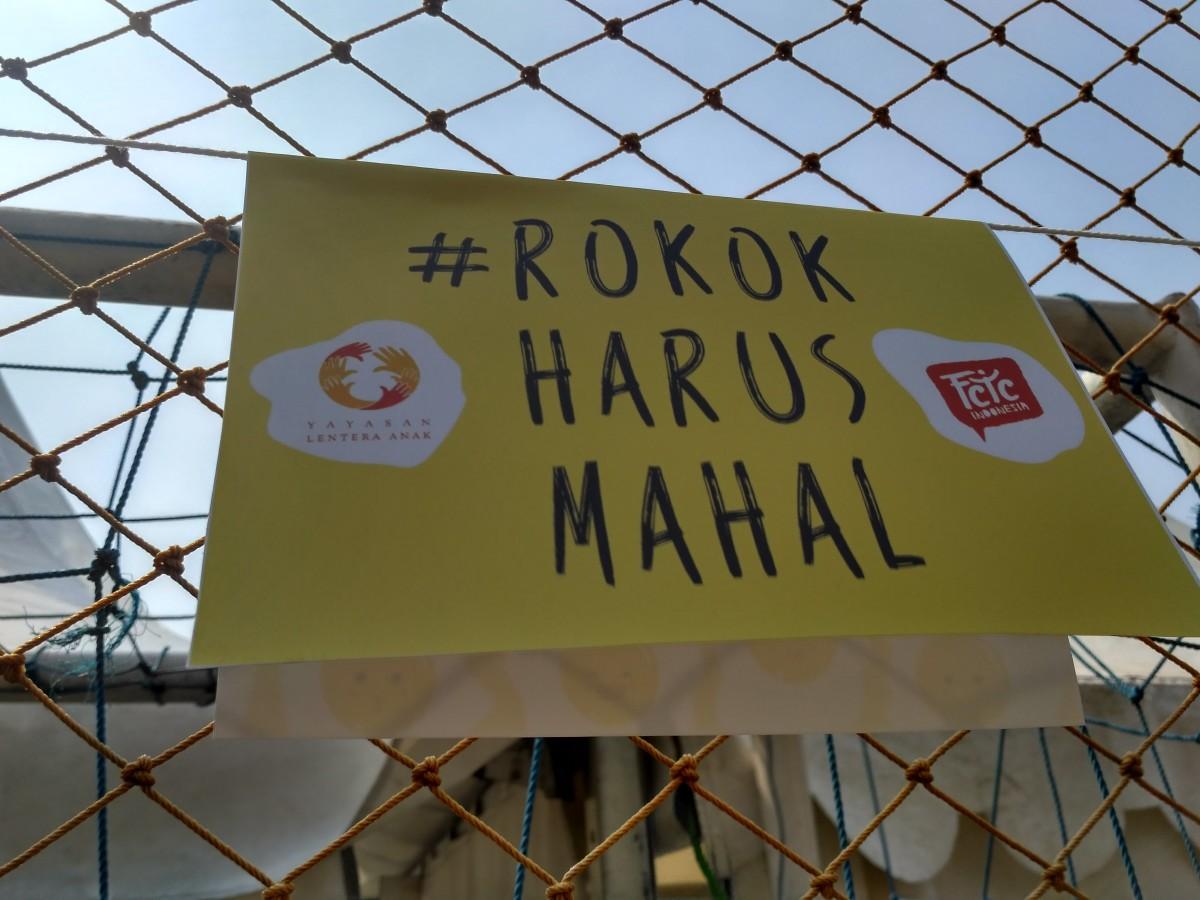 #ROKOK
HARUS
MAHAL
YAYASAN
LENTERA ANAK
FCTC
INDONESIA